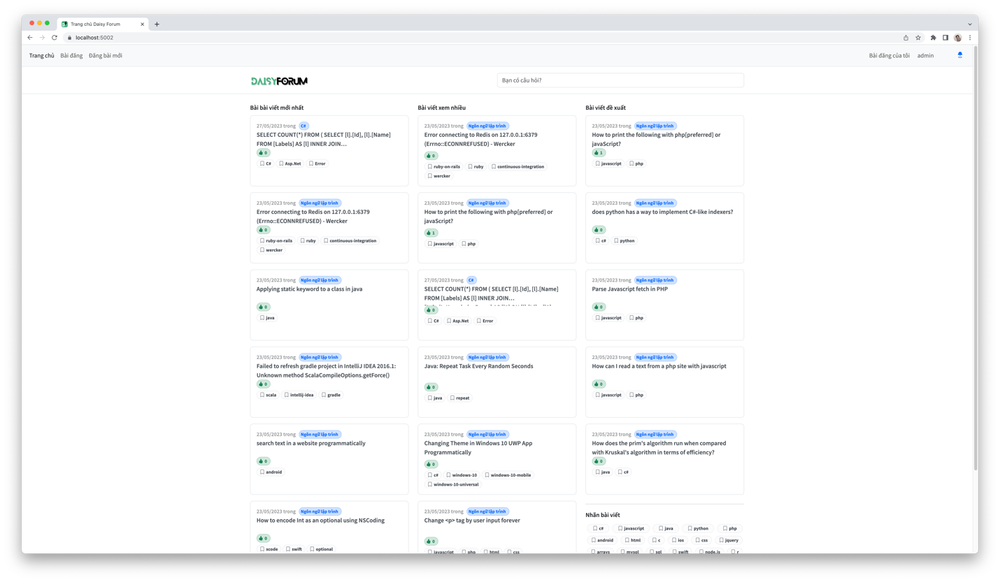 Trang chủ Daisy Forum
localhost:5002
Trang chủ Bài đăng Đăng bài mới
Bài đăng của tôi admin
DAISYFORUM
Bạn có câu hỏi?
Bài bài viết mới nhất
27/05/2023 trong C#
SELECT COUNT(*) FROM ( SELECT [l].[Id], [l].[Name]
FROM [Labels] AS [l] INNER JOIN…
0
C# Asp.Net Error
23/05/2023 trong Ngôn ngữ lập trình
Error connecting to Redis on 127.0.0.1:6379
(Errno::ECONNREFUSED) - Wercker
0
ruby-on-rails ruby continuous-integration
wercker
23/05/2023 trong Ngôn ngữ lập trình
Applying static keyword to a class in java
0
java
23/05/2023 trong Ngôn ngữ lập trình
Failed to refresh gradle project in IntelliJ IDEA 2016.1:
Unknown method ScalaCompileOptions.getForce()
0
scala intellij-idea gradle
23/05/2023 trong Ngôn ngữ lập trình
search text in a website programmatically
0
android
23/05/2023 trong Ngôn ngữ lập trình
How to encode Int as an optional using NSCoding
0
xcode swift optional
Bài viết xem nhiều
23/05/2023 trong Ngôn ngữ lập trình
Error connecting to Redis on 127.0.0.1:6379
(Errno::ECONNREFUSED) - Wercker
0
ruby-on-rails ruby continuous-integration
wercker
23/05/2023 trong Ngôn ngữ lập trình
How to print the following with php[preferred] or
javaScript?
1
javascript php
27/05/2023 trong C#
SELECT COUNT(*) FROM ( SELECT [l].[Id], [l].[Name]
FROM [Labels] AS [l] INNER JOIN…
0
C# Asp.Net Error
23/05/2023 trong Ngôn ngữ lập trình
Java: Repeat Task Every Random Seconds
0
java repeat
23/05/2023 trong Ngôn ngữ lập trình
Changing Theme in Windows 10 UWP App
Programmatically
0
c# windows-10 windows-10-mobile
windows-10-universal
23/05/2023 trong Ngôn ngữ lập trình
Change <p> tag by user input forever
0
javascript php html css
Bài viết đề xuất
23/05/2023 trong Ngôn ngữ lập trình
How to print the following with php[preferred] or
javaScript?
1
javascript php
23/05/2023 trong Ngôn ngữ lập trình
does python has a way to implement C#-like indexers?
0
c# python
23/05/2023 trong Ngôn ngữ lập trình
Parse Javascript fetch in PHP
0
javascript php
23/05/2023 trong Ngôn ngữ lập trình
How can I read a text from a php site with javascript
0
javascript php
23/05/2023 trong Ngôn ngữ lập trình
How does the prim's algorithm run when compared
with Kruskal's algorithm in terms of efficiency?
0
java c#
Nhãn bài viết
c# javascript java python php
android html c ios css jquery
arrays mysql sql swift node.js r